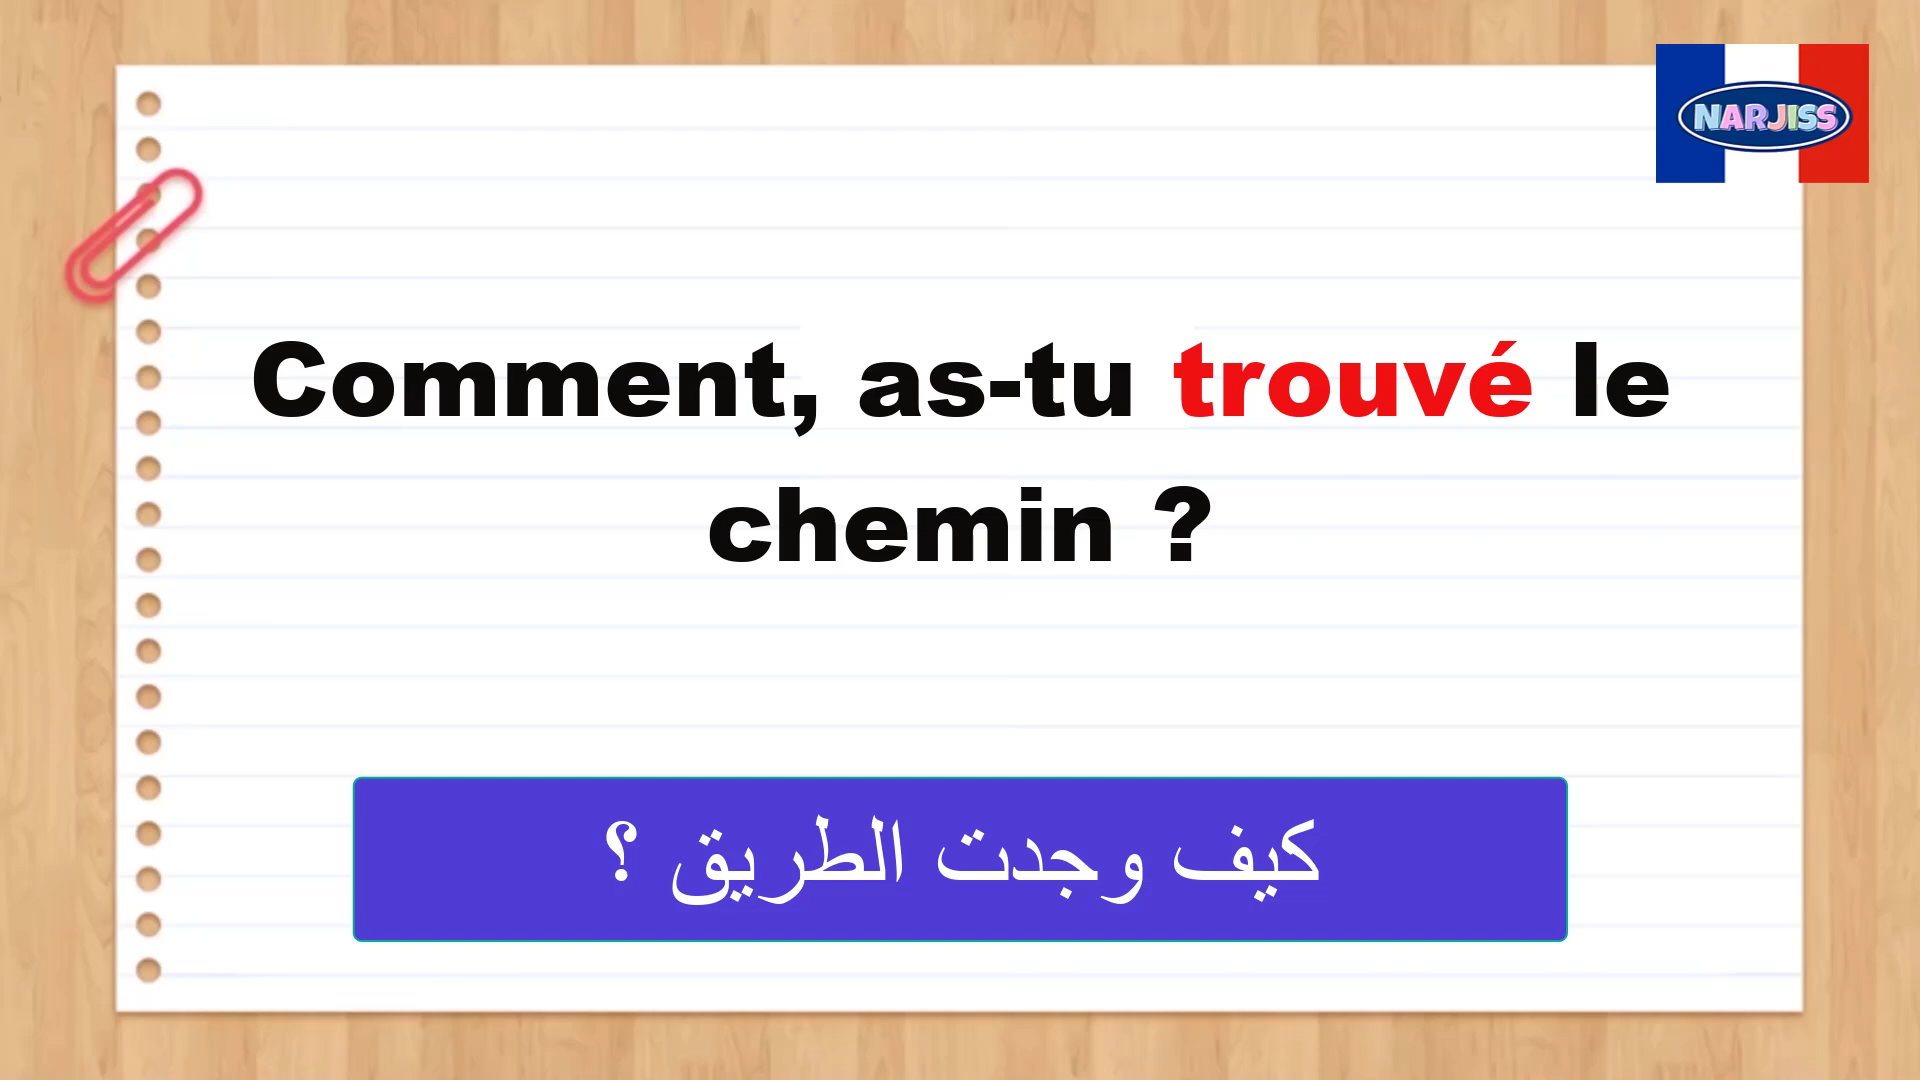 NARJISS
Comment, as-tu trouvé le
chemin ?
كيف وجدت الطريق ؟